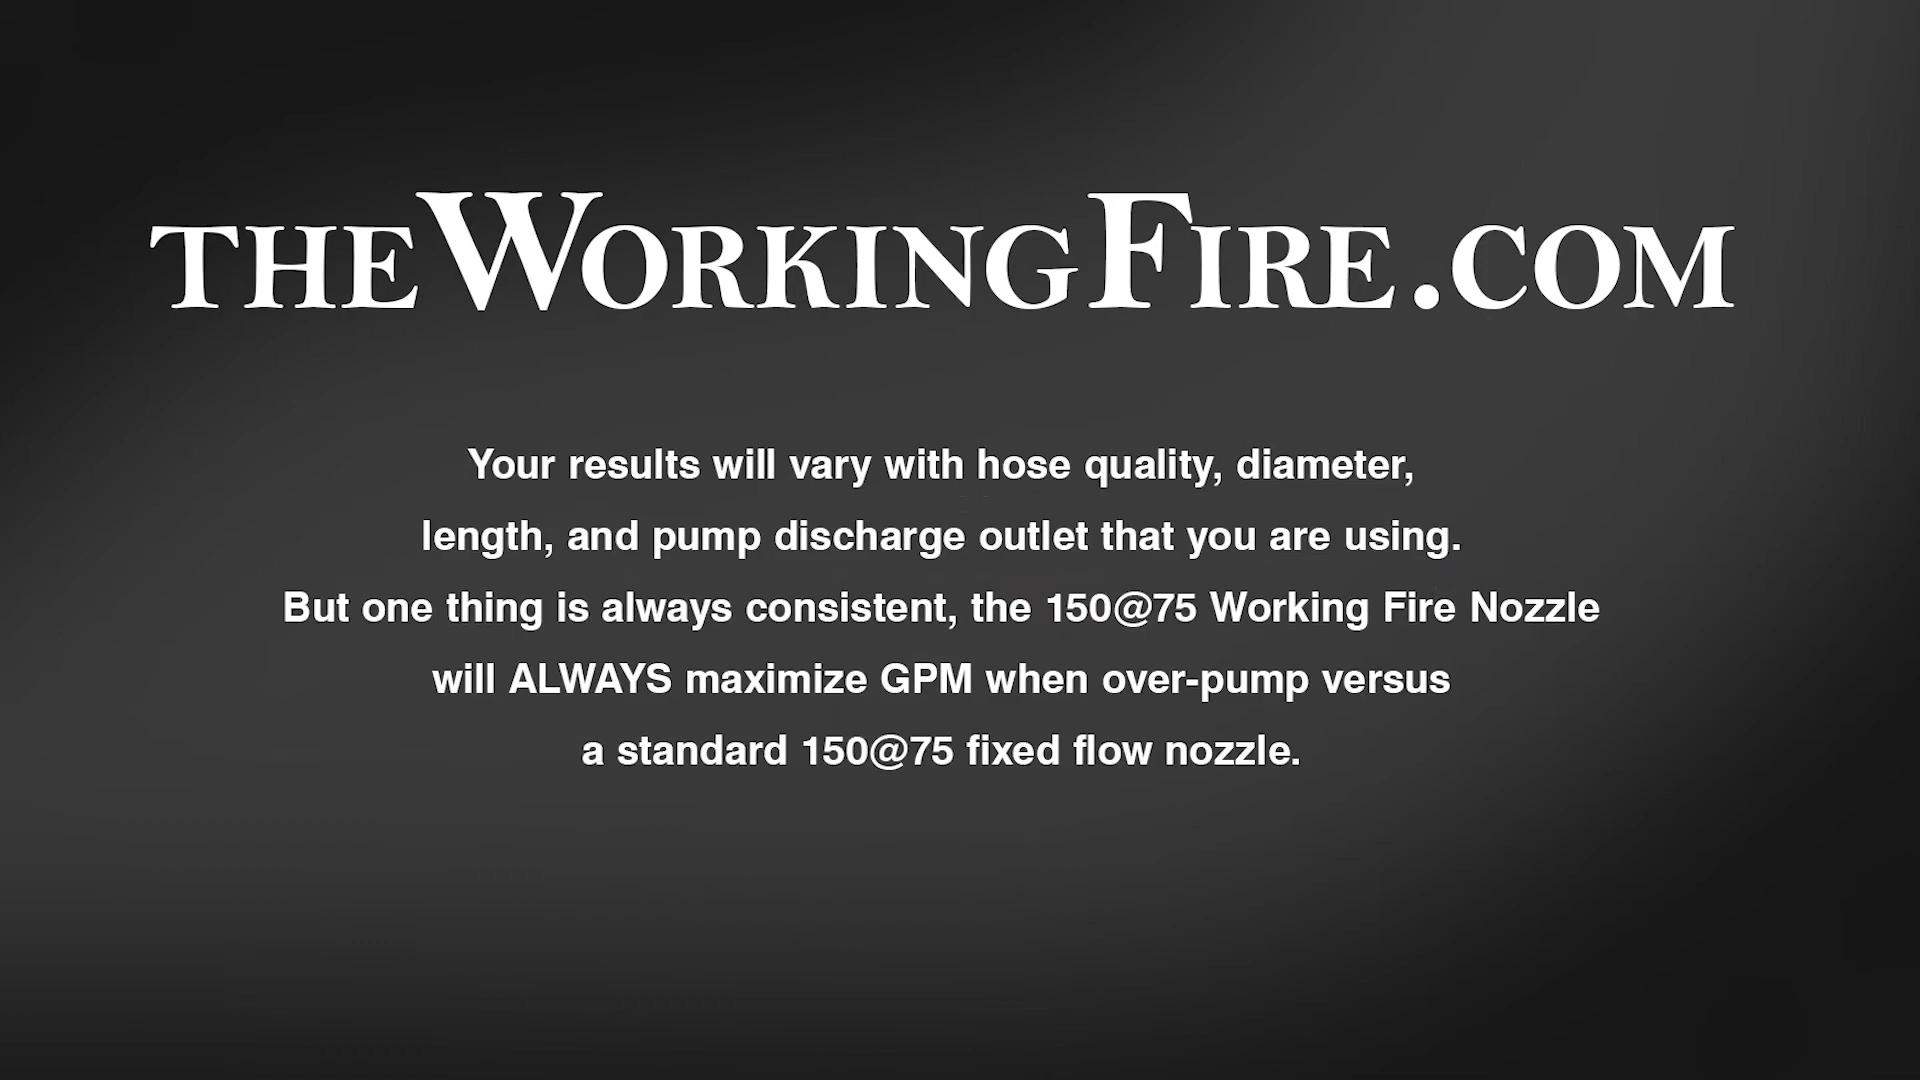 THEWORKINGFIRE.COM
Your results will vary with hose quality, diameter,
length, and pump discharge outlet that you are using.
But one thing is always consistent, the 150@75 Working Fire Nozzle
will ALWAYS maximize GPM when over-pump versus
a standard 150@75 fixed flow nozzle.